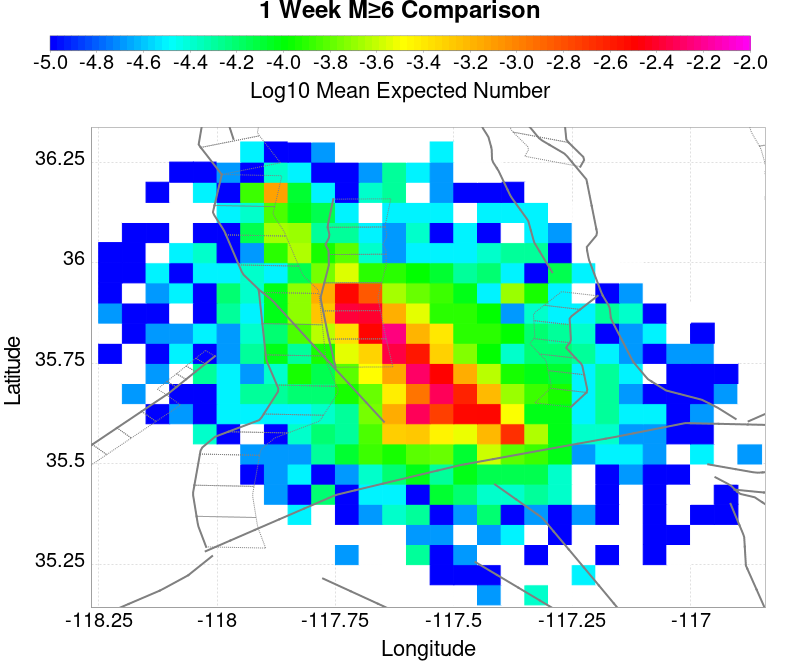 1 Week M≥6 Comparison
-5.0 -4.8 -4.6 -4.4 -4.2 -4.0 -3.8 -3.6 -3.4 -3.2 -3.0 -2.8 -2.6 -2.4 -2.2 -2.0
Log10 Mean Expected Number
36.25
36
35.75
35.5
35.25
Latitude
-118.25 -118 -117.75 -117.5 -117.25 -117
Longitude